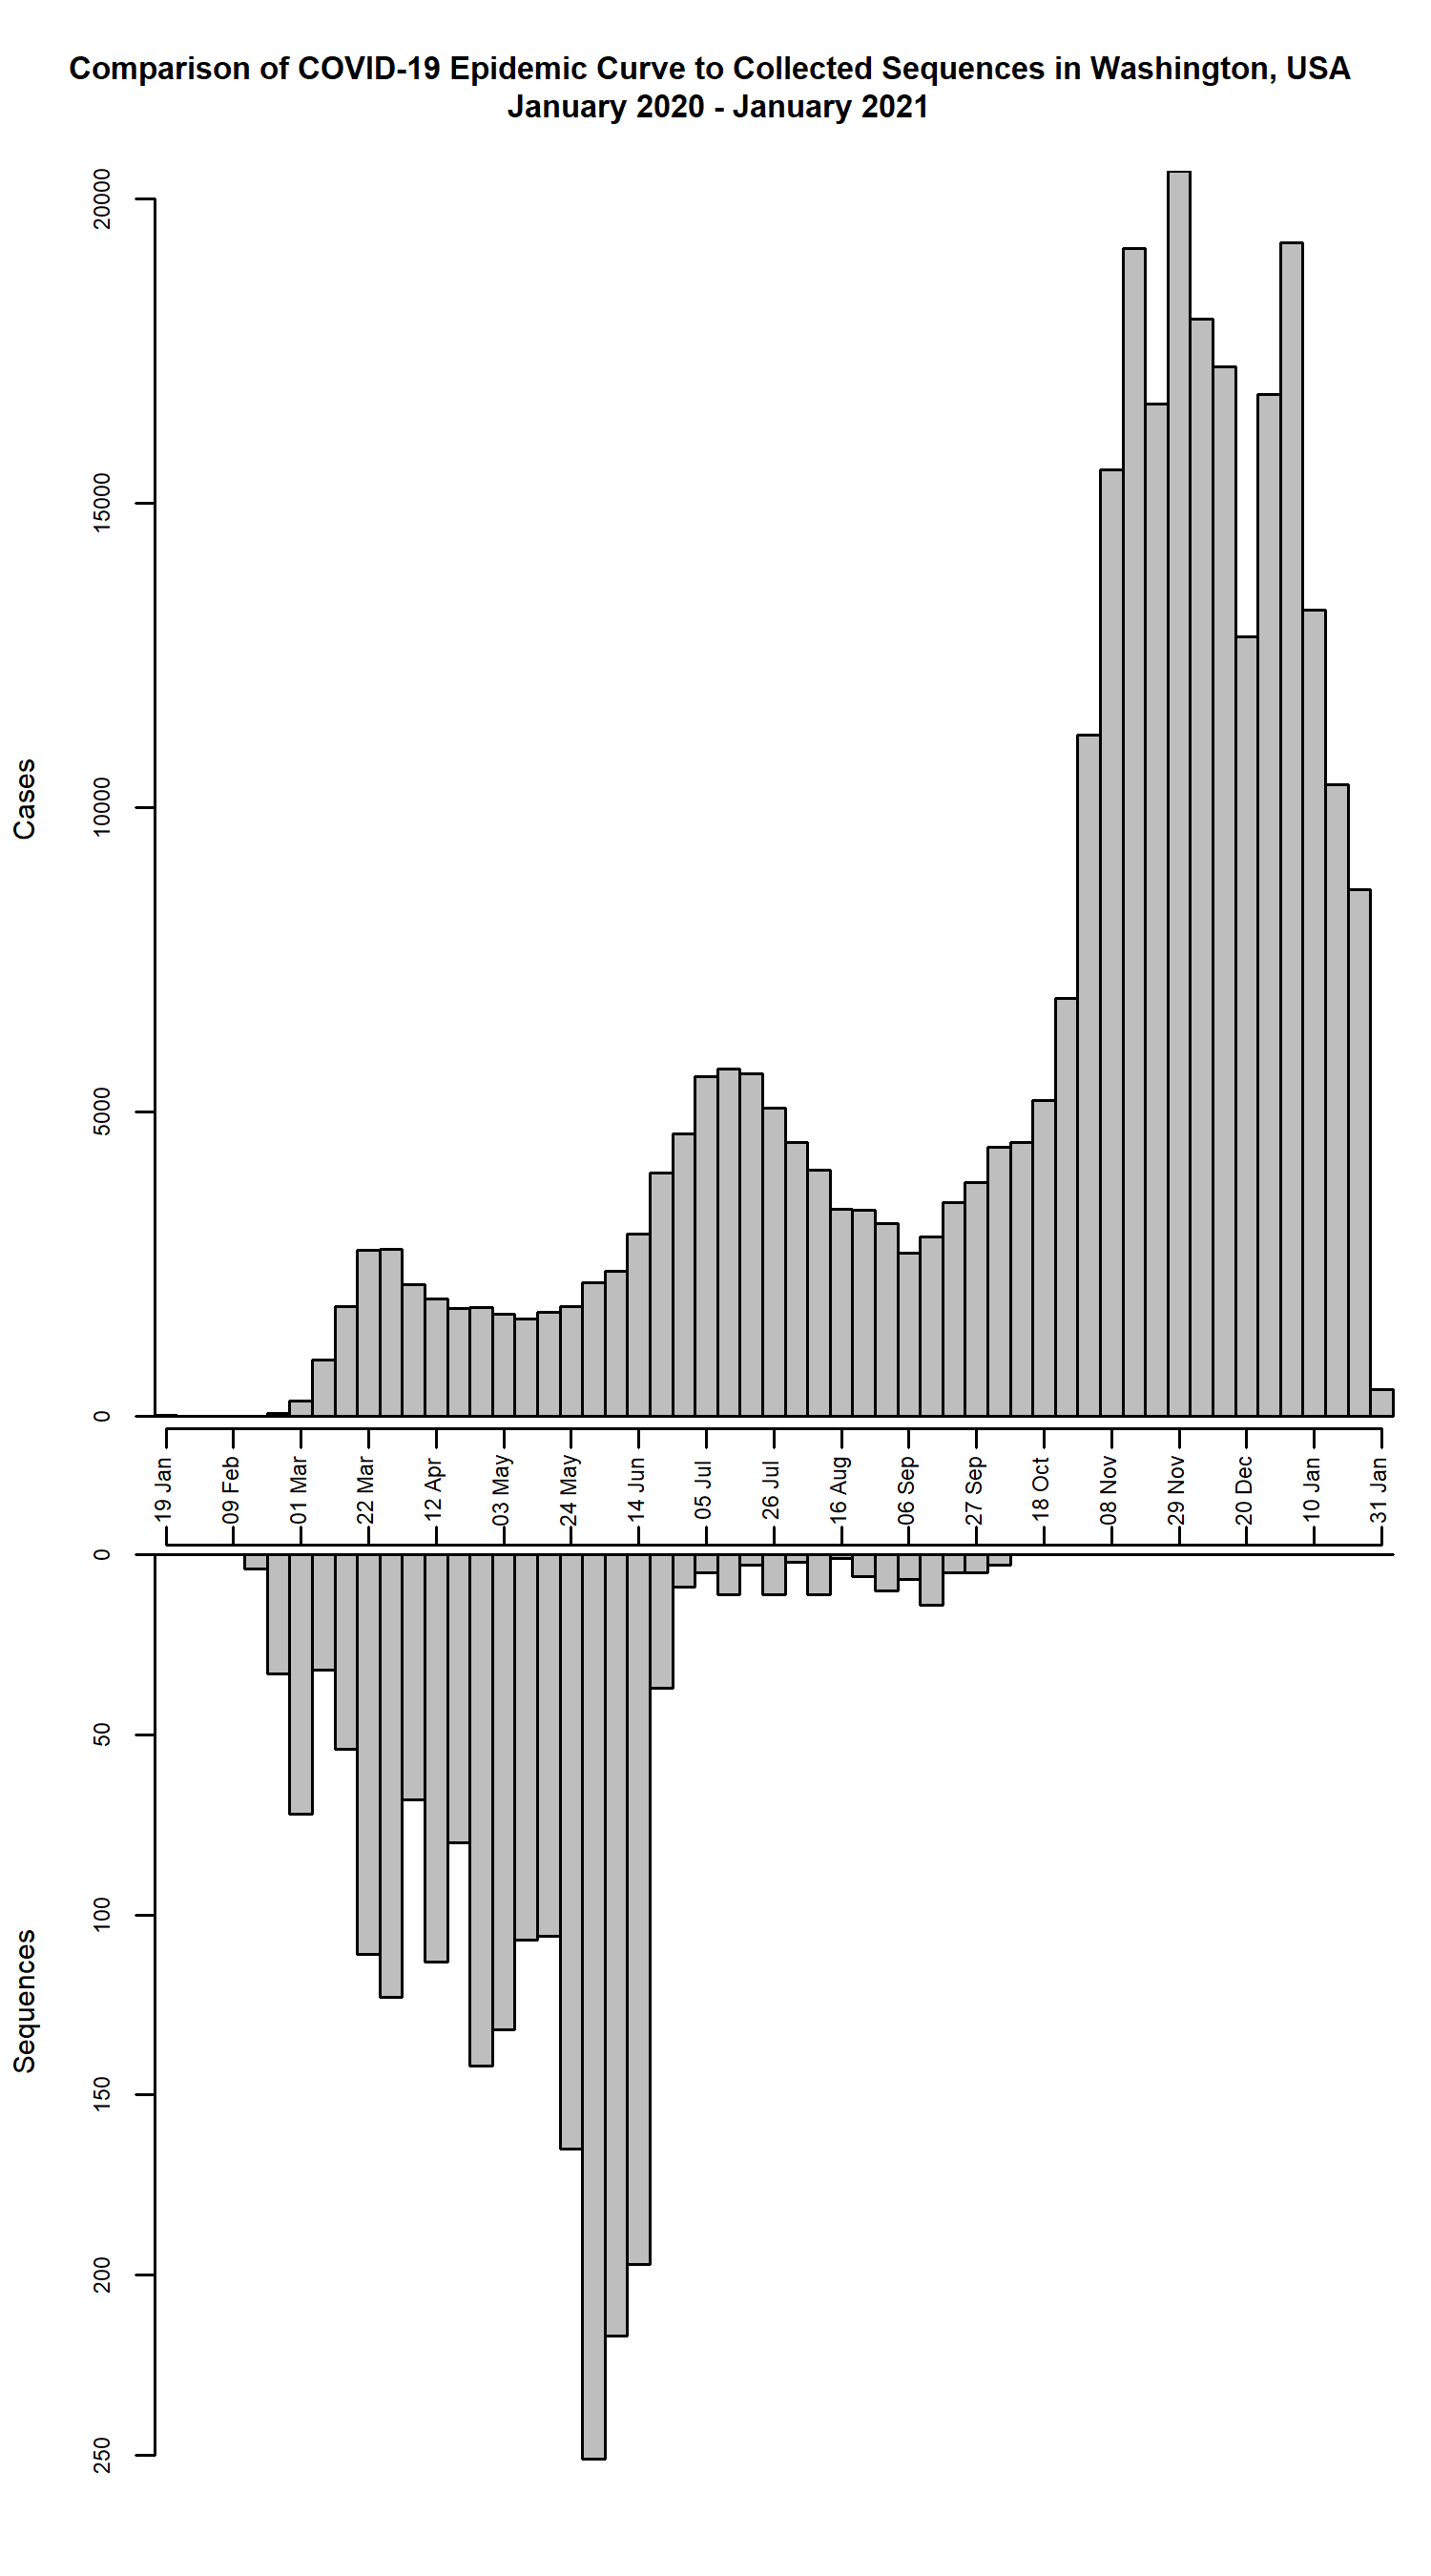 Comparison of COVID-19 Epidemic Curve to Collected Sequences in Washington, USA
January 2020 - January 2021
Cases
20000
15000
10000
5000
0
19 Jan
09 Feb
01 Mar
22 Mar
12 Apr
03 May
24 May
14 Jun
05 Jul
26 Jul
16 Aug
06 Sep
27 Sep
18 Oct
08 Nov
29 Nov
20 Dec
10 Jan
31 Jan
Sequences
0
50
100
150
200
250